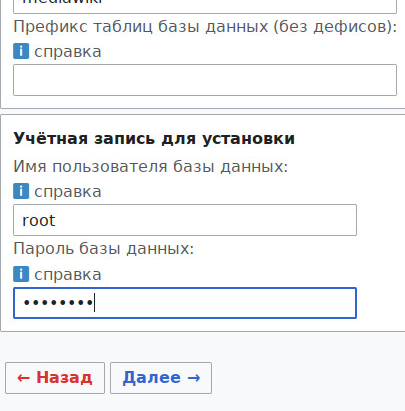 mediawiki
Префикс таблиц базы данных (без дефисов):
i справка
Учётная запись для установки
Имя пользователя базы данных:
i справка
root
Пароль базы данных:
i справка
••••••••
← Назад
Далее →